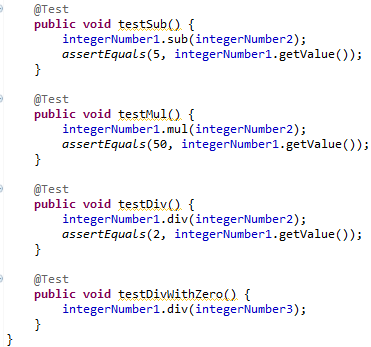 @Test
public void testSub() {
integerNumber1.sub(integerNumber2);
assertEquals(5, integerNumber1.getValue());
}
@Test
public void testMul() {
integerNumber1.mul(integerNumber2);
assertEquals(50, integerNumber1.getValue());
}
@Test
public void testDiv() {
integerNumber1.div(integerNumber2);
assertEquals(2, integerNumber1.getValue());
}
@Test
public void testDivWithZero() {
integerNumber1.div(integerNumber3);
}
}